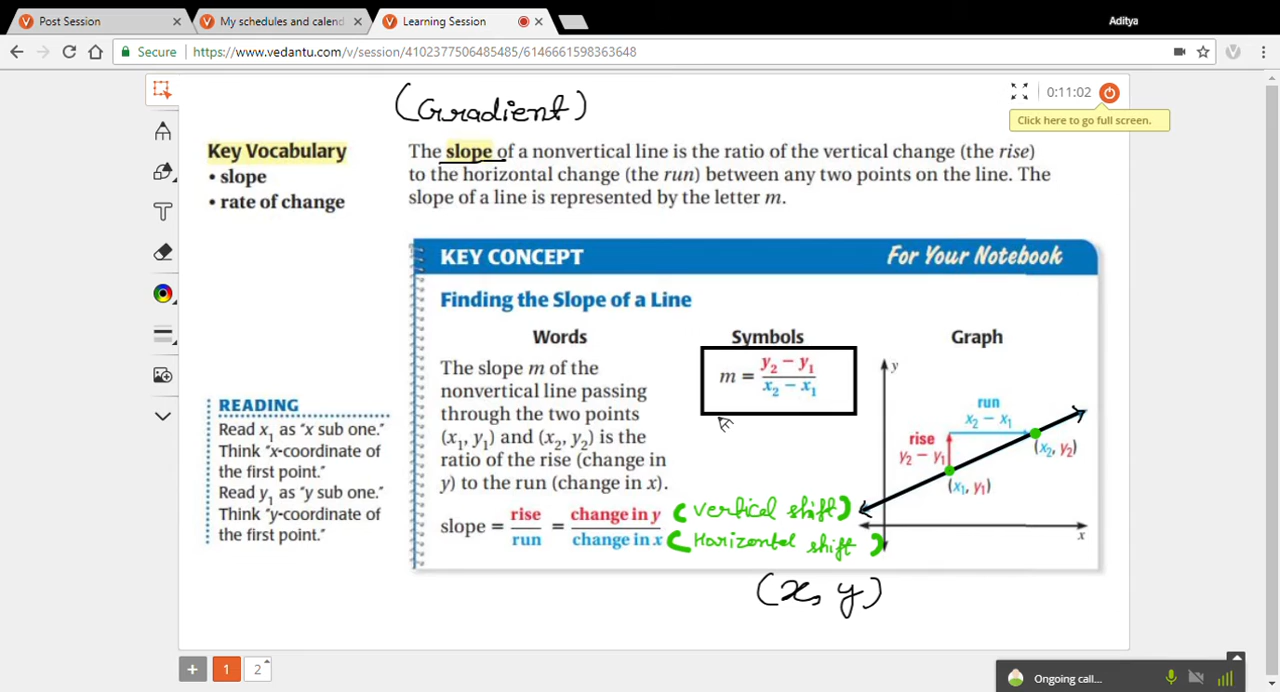 Post Session
My schedules and calend
Learning Session
Aditya
Secure
https://www.vedantu.com/v/session/4102377506485485/6146661598363648
0:11:02
Click here to go full screen.
(Gradient)
Key Vocabulary
• slope
• rate of change
The slope of a nonvertical line is the ratio of the vertical change (the rise)
to the horizontal change (the run) between any two points on the line. The
slope of a line is represented by the letter m.
KEY CONCEPT
For Your Notebook
Finding the Slope of a Line
Words
The slope m of the
nonvertical line passing
through the two points
(x₁, y₁) and (x₂, y₂) is the
ratio of the rise (change in
y) to the run (change in x).
slope = rise/run = change in y/change in x
(vertical shift)
(Horizontal shift)
Symbols
m = y₂ − y₁/x₂ − x₁
Graph
y
run
x₂ − x₁
rise
y₂ − y₁
(x₂, y₂)
(x₁, y₁)
x
READING
Read x₁ as "x sub one."
Think "x-coordinate of
the first point."
Read y₁ as "y sub one."
Think "y-coordinate of
the first point."
(x, y)
+ 1 2
Ongoing call...